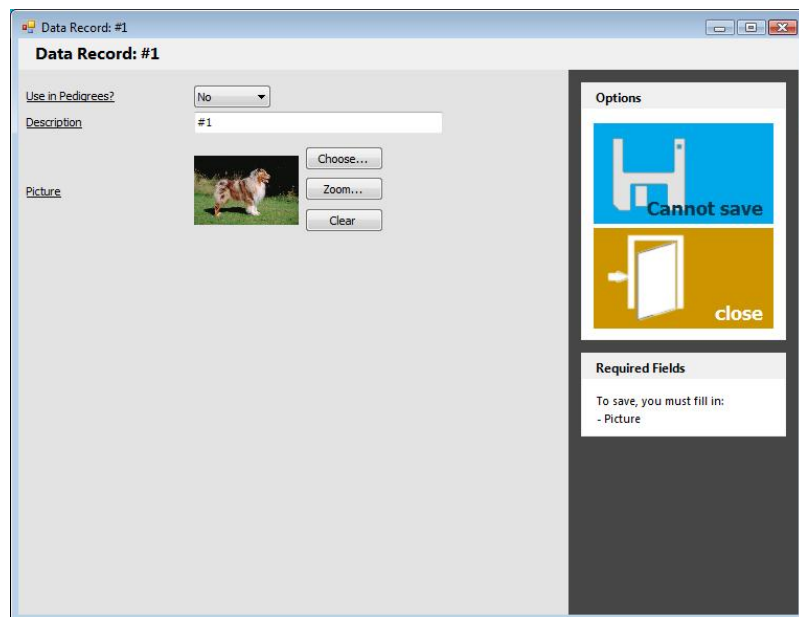 Data Record: #1
Data Record: #1
Use in Pedigrees?
No
Description
#1
Picture
Choose...
Zoom...
Clear
Options
Cannot save
close
Required Fields
To save, you must fill in:
- Picture